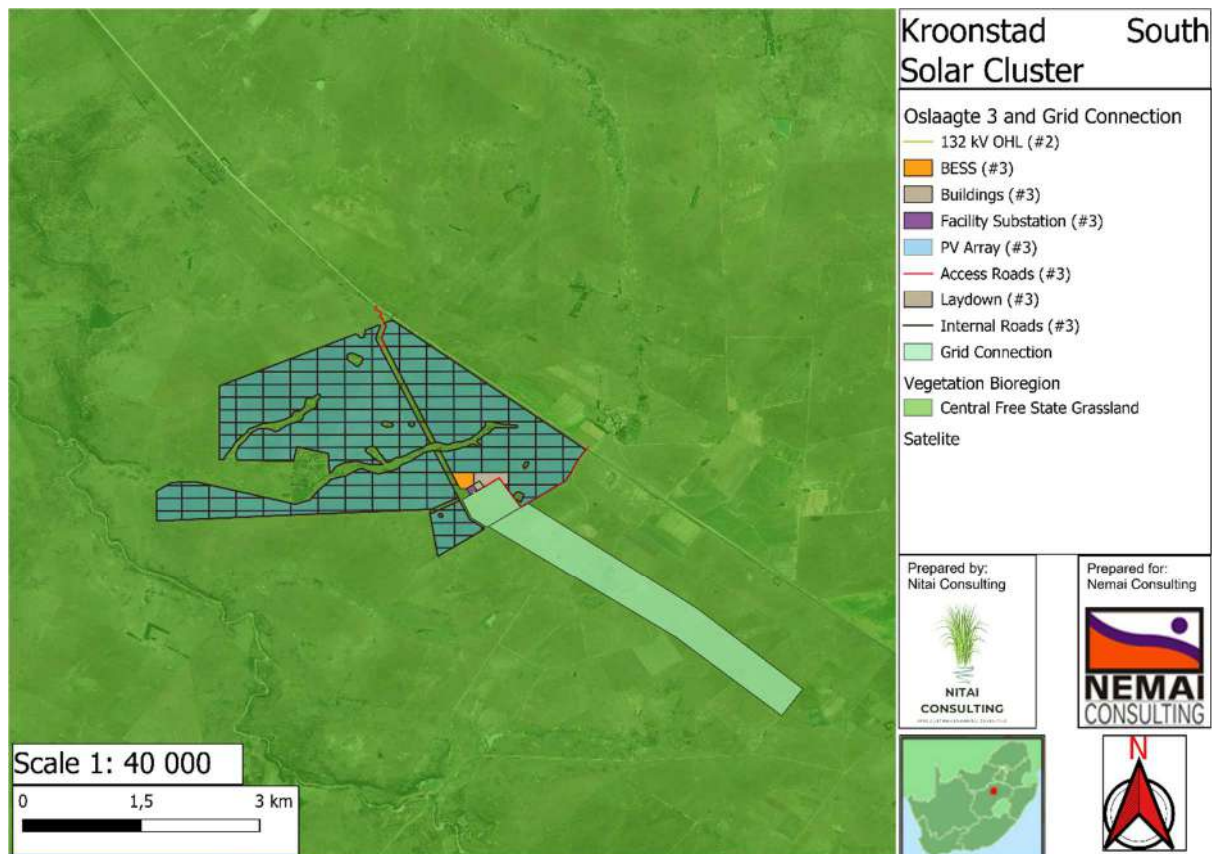 Kroonstad South
Solar Cluster
Oslaagte 3 and Grid Connection
132 kV OHL (#2)
BESS (#3)
Buildings (#3)
Facility Substation (#3)
PV Array (#3)
Access Roads (#3)
Laydown (#3)
Internal Roads (#3)
Grid Connection
Vegetation Bioregion
Central Free State Grassland
Satelite
Prepared by:
Nitai Consulting
NITAI
CONSULTING
Prepared for:
Nemai Consulting
NEMAI
CONSULTING
Scale 1: 40 000
0 1,5 3 km
N